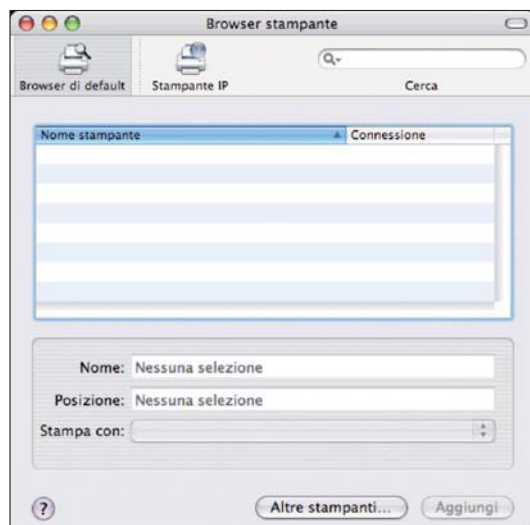 Browser stampante
Browser di default Stampante IP Cerca
Nome stampante Connessione
Nome: Nessuna selezione
Posizione: Nessuna selezione
Stampa con:
? Altre stampanti... Aggiungi